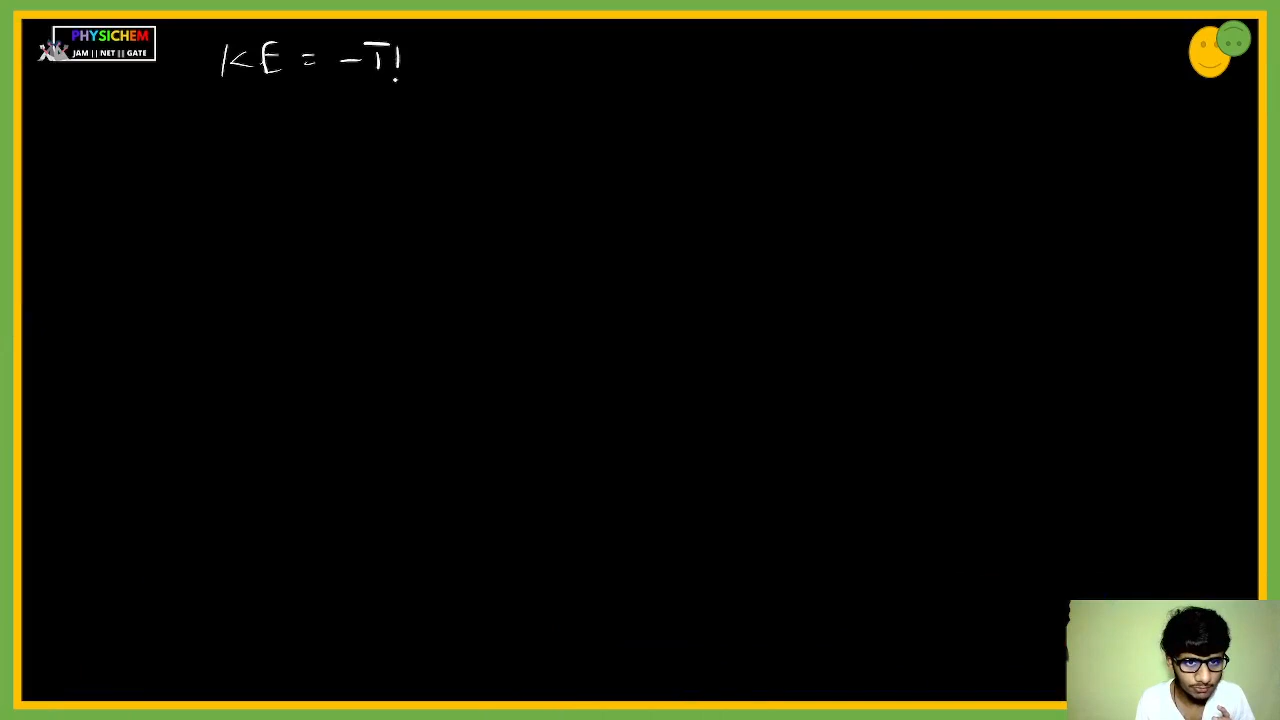 PHYSICHEM
JAM || NET || GATE
KE = -T!